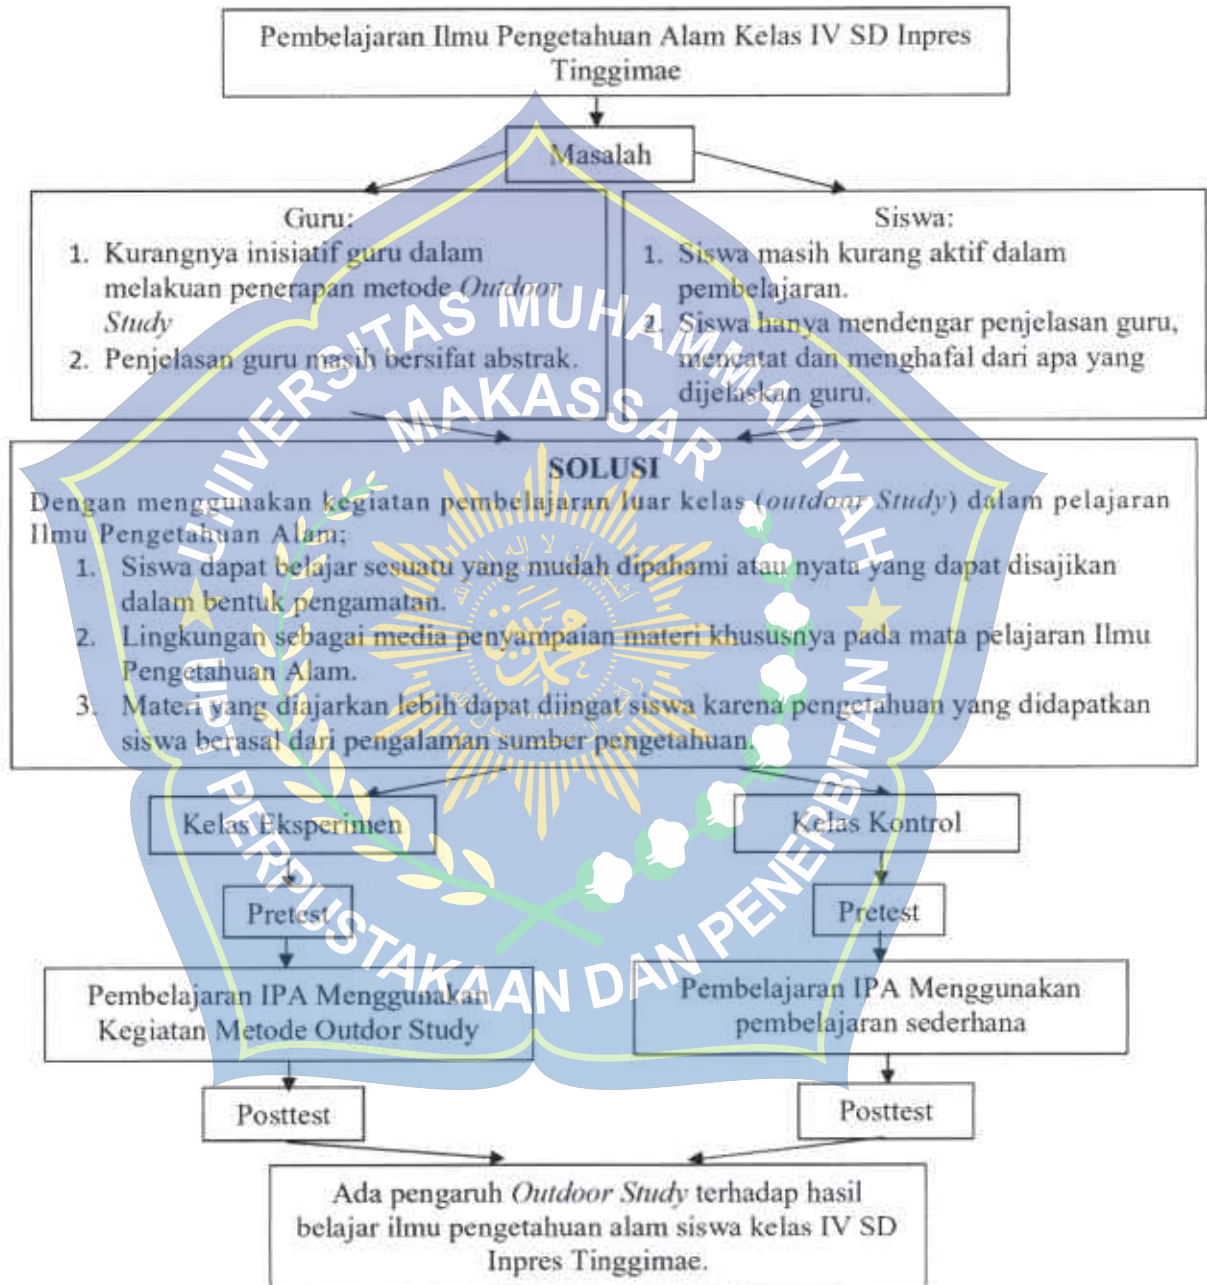 Pembelajaran Ilmu Pengetahuan Alam Kelas IV SD Inpres
Tinggimae
Masalah
Guru:
1. Kurangnya inisiatif guru dalam
melakuan penerapan metode Outdoor
Study
2. Penjelasan guru masih bersifat abstrak.
Siswa:
1. Siswa masih kurang aktif dalam
pembelajaran.
2. Siswa hanya mendengar penjelasan guru,
mencatat dan menghafal dari apa yang
dijelaskan guru.
SOLUSI
Dengan menggunakan kegiatan pembelajaran luar kelas (outdoor Study) dalam pelajaran
Ilmu Pengetahuan Alam;
1. Siswa dapat belajar sesuatu yang mudah dipahami atau nyata yang dapat disajikan
dalam bentuk pengamatan.
2. Lingkungan sebagai media penyampaian materi khususnya pada mata pelajaran Ilmu
Pengetahuan Alam.
3. Materi yang diajarkan lebih dapat diingat siswa karena pengetahuan yang didapatkan
siswa berasal dari pengalaman sumber pengetahuan.
Kelas Eksperimen
Kelas Kontrol
Pretest
Pretest
Pembelajaran IPA Menggunakan
Kegiatan Metode Outdor Study
Pembelajaran IPA Menggunakan
pembelajaran sederhana
Posttest
Posttest
Ada pengaruh Outdoor Study terhadap hasil
belajar ilmu pengetahuan alam siswa kelas IV SD
Inpres Tinggimae.
UNIVERSITAS MUHAMMADIYAH
MAKASSAR
UPT PERPUSTAKAAN DAN PENERBITAN